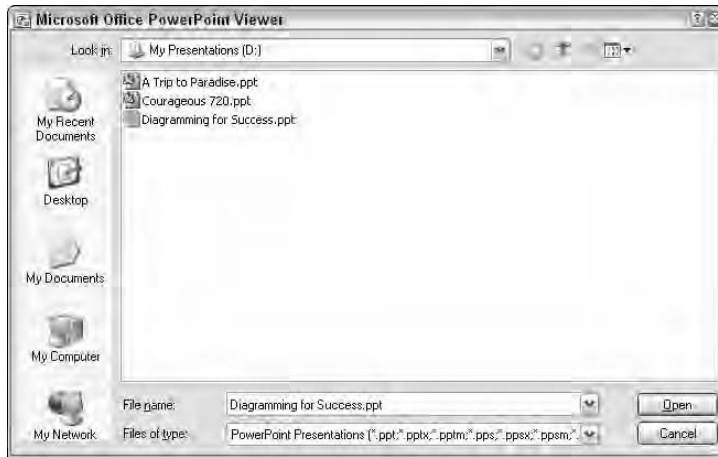 Microsoft Office PowerPoint Viewer
Look in: My Presentations (D:)
A Trip to Paradise.ppt
Courageous 720.ppt
Diagramming for Success.ppt
My Recent
Documents
Desktop
My Documents
My Computer
My Network
File name: Diagramming for Success.ppt Open
Files of type: PowerPoint Presentations (*.ppt;*.pptx;*.pptm;*.pps;*.ppsx;*.ppsm;*. Cancel